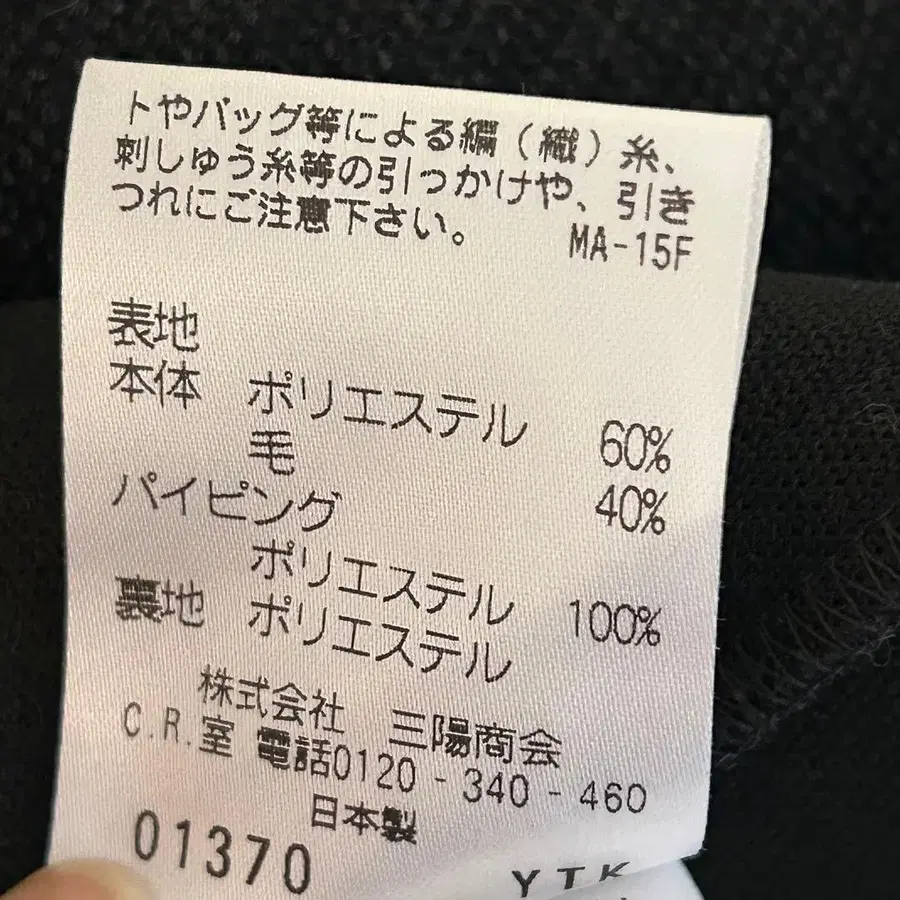 トやバッグ等による編（織）糸、
刺しゅう糸等の引っかけや、引き
つれにご注意下さい。
MA-15F
表地
本体 ポリエステル 60%
毛 40%
パイピング
ポリエステル 100%
裏地 ポリエステル
株式会社 三陽商会
C.R.室 電話0120-340-460
日本製
01370
YTK